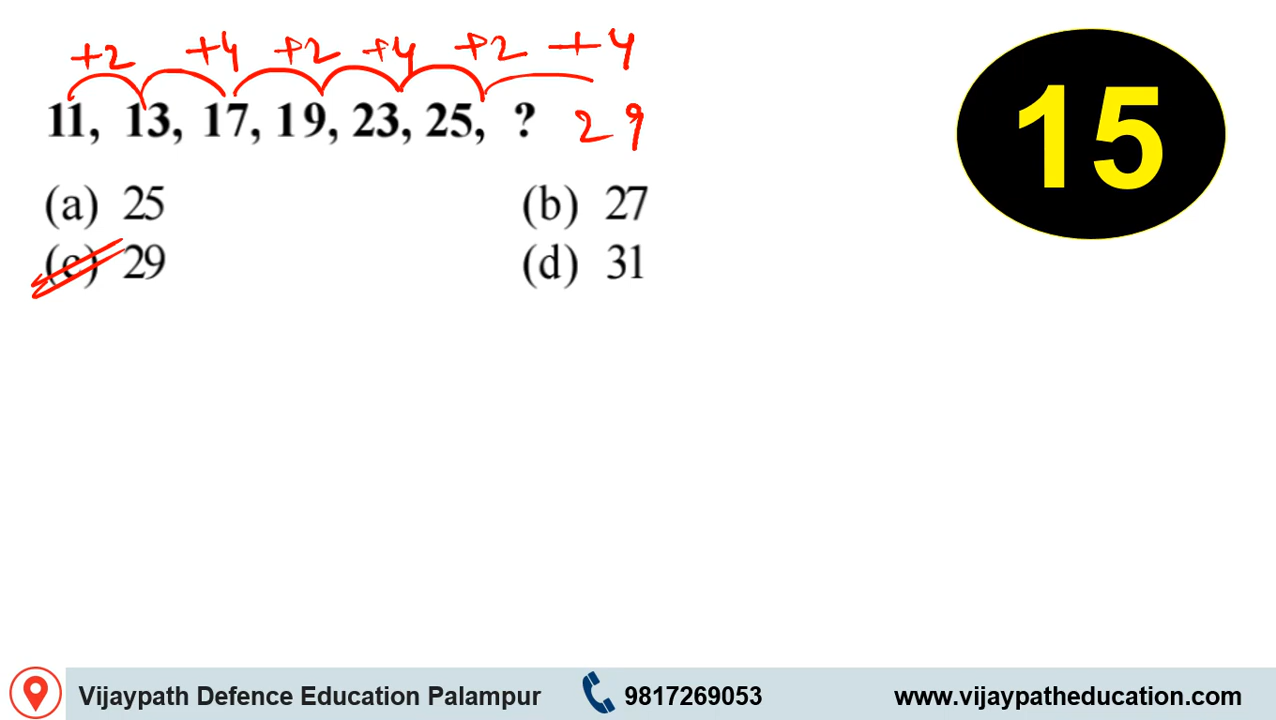 +2 +4 +2 +4 +2 +4
11, 13, 17, 19, 23, 25, ? 29
15
(a) 25 (b) 27
(c) 29 (d) 31
Vijaypath Defence Education Palampur 9817269053 www.vijaypatheducation.com